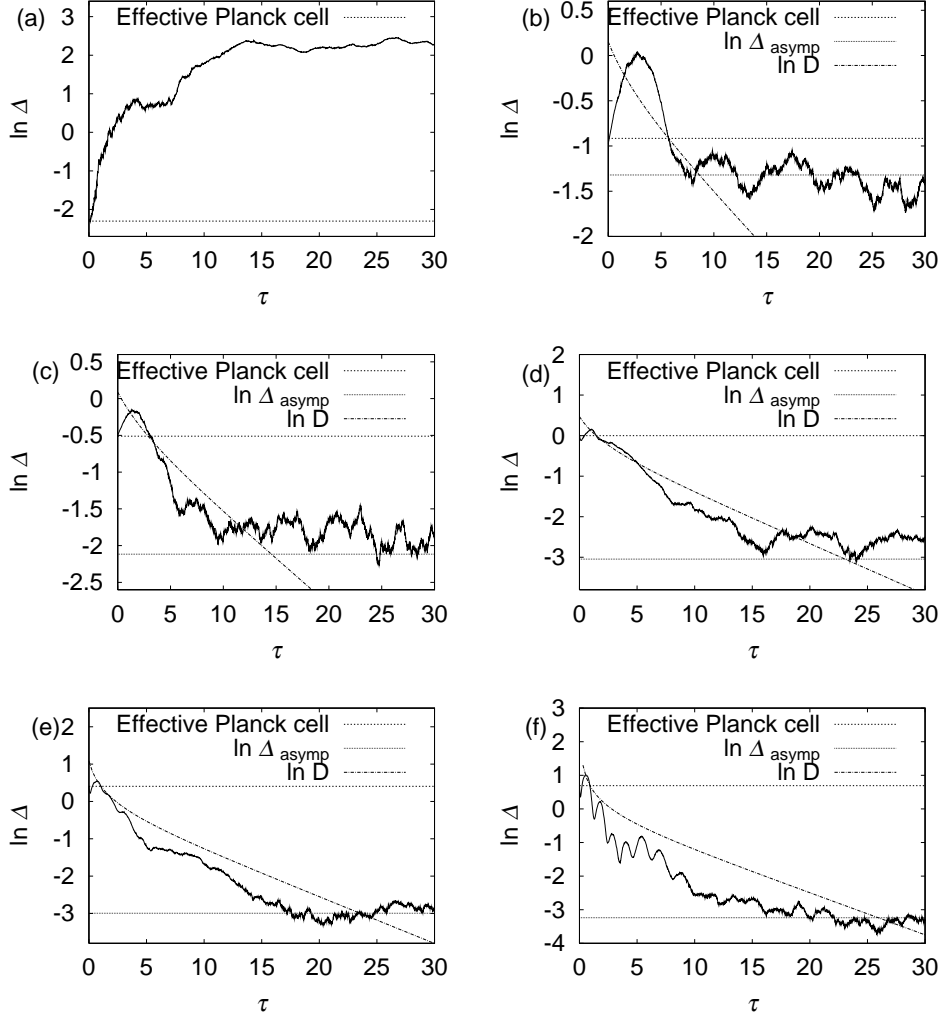 (a)
Effective Planck cell
3
2
1
0
-1
-2
ln Δ
0 5 10 15 20 25 30
τ
(b)
Effective Planck cell
ln Δ asymp
ln D
0.5
0
-0.5
-1
-1.5
-2
ln Δ
0 5 10 15 20 25 30
τ
(c)
Effective Planck cell
ln Δ asymp
ln D
0.5
0
-0.5
-1
-1.5
-2
-2.5
ln Δ
0 5 10 15 20 25 30
τ
(d)
Effective Planck cell
ln Δ asymp
ln D
2
1
0
-1
-2
-3
ln Δ
0 5 10 15 20 25 30
τ
(e)
Effective Planck cell
ln Δ asymp
ln D
2
1
0
-1
-2
-3
ln Δ
0 5 10 15 20 25 30
τ
(f)
Effective Planck cell
ln Δ asymp
ln D
3
2
1
0
-1
-2
-3
-4
ln Δ
0 5 10 15 20 25 30
τ